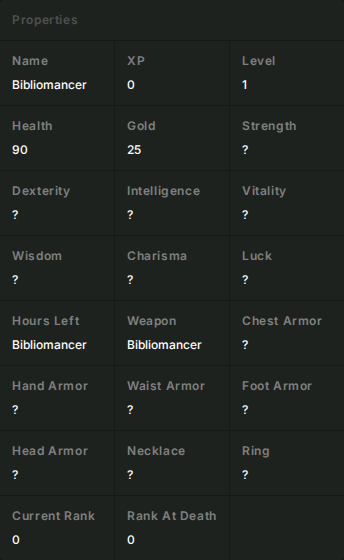 Properties
Name XP Level
Bibliomancer 0 1
Health Gold Strength
90 25 ?
Dexterity Intelligence Vitality
? ? ?
Wisdom Charisma Luck
? ? ?
Hours Left Weapon Chest Armor
Bibliomancer Bibliomancer ?
Hand Armor Waist Armor Foot Armor
? ? ?
Head Armor Necklace Ring
? ? ?
Current Rank Rank At Death
0 0